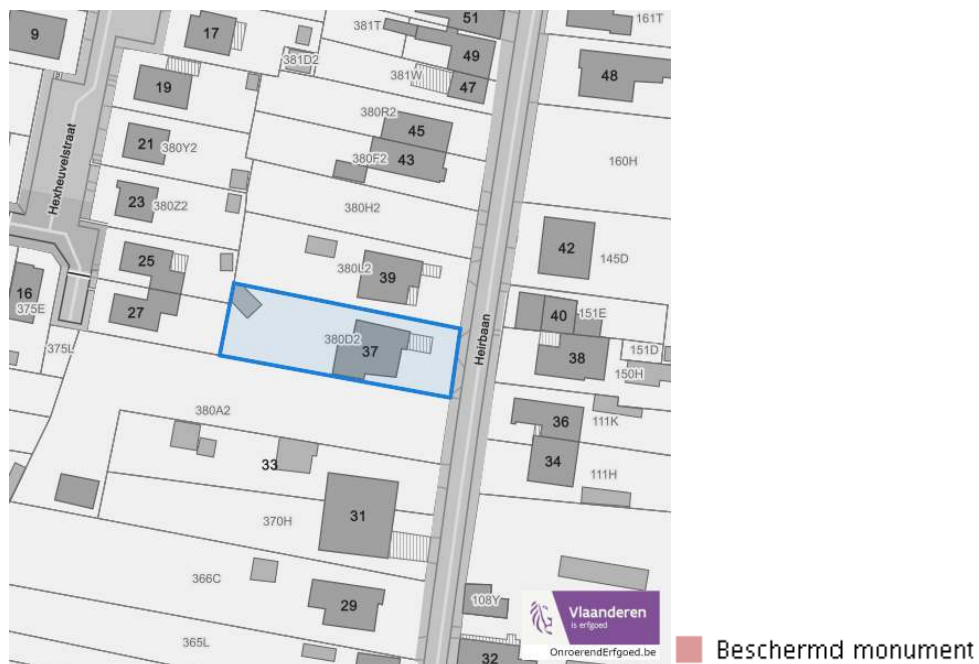 51
161T
381T
17
9
49
381D2
48
381W
47
19
380R2
45
21
380Y2
380F2
43
160H
Hexheuvelstraat
23
380Z2
380H2
42
25
380L2
39
145D
16
375E
27
40
151E
380D2
37
Heirbaan
38
151D
375L
150H
380A2
36
111K
33
34
111H
31
370H
366C
108Y
29
365L
32
Vlaanderen
is erfgoed
OnroerendErfgoed.be
Beschermd monument